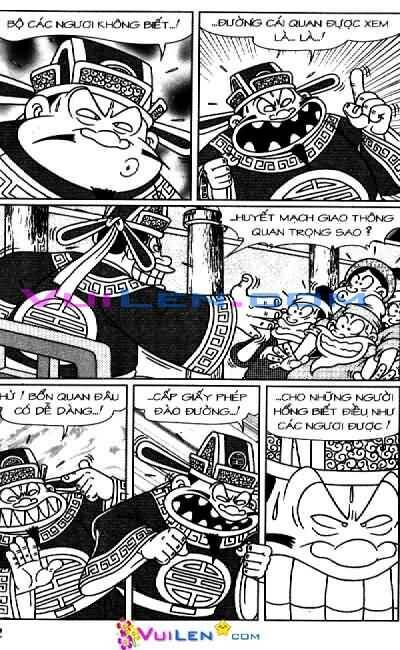 BỘ CÁC NGƯƠI KHÔNG BIẾT...!
...ĐƯỜNG CÁI QUAN ĐƯỢC XEM
LÀ... LÀ...!
...HUYẾT MẠCH GIAO THÔNG
QUAN TRỌNG SAO ?
VUILEN.COM
HỪ ! BỔN QUAN ĐÂU
CÓ DỄ DÀNG...!
...CẤP GIẤY PHÉP
ĐÀO ĐƯỜNG...!
...CHO NHỮNG NGƯỜI
HỔNG BIẾT ĐIỀU NHƯ
CÁC NGƯƠI ĐƯỢC !
2
VUILEN.COM